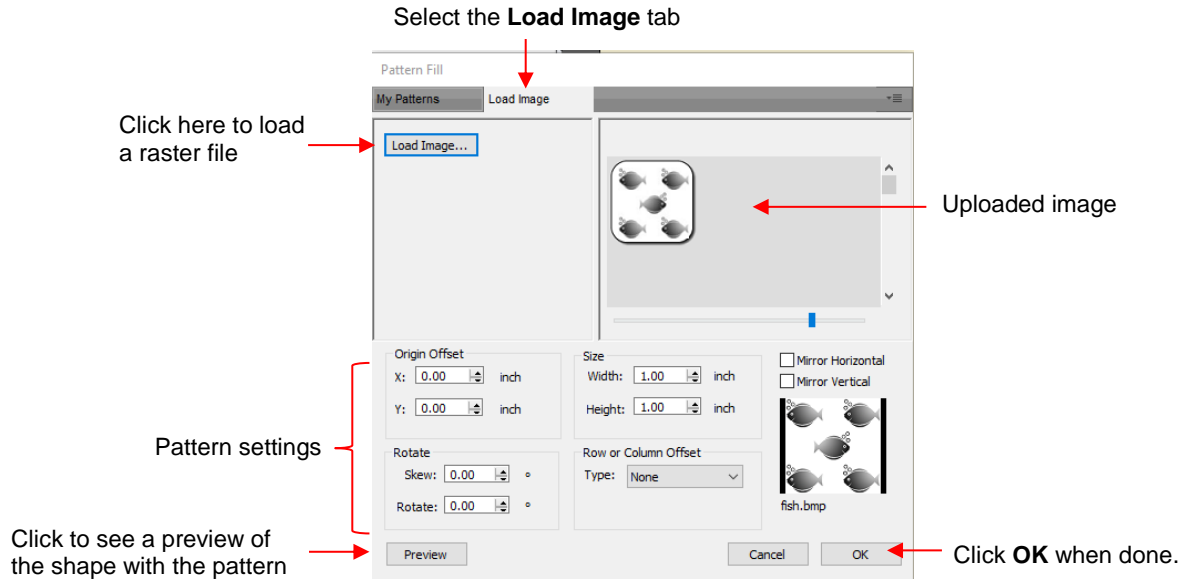 Select the Load Image tab
Pattern Fill
My Patterns Load Image
Click here to load
a raster file
Load Image...
Uploaded image
Origin Offset
X: 0.00 inch
Y: 0.00 inch
Size
Width: 1.00 inch
Height: 1.00 inch
Mirror Horizontal
Mirror Vertical
Pattern settings
Rotate
Skew: 0.00 °
Rotate: 0.00 °
Row or Column Offset
Type: None
fish.bmp
Click to see a preview of
the shape with the pattern
Preview
Cancel
OK
Click OK when done.